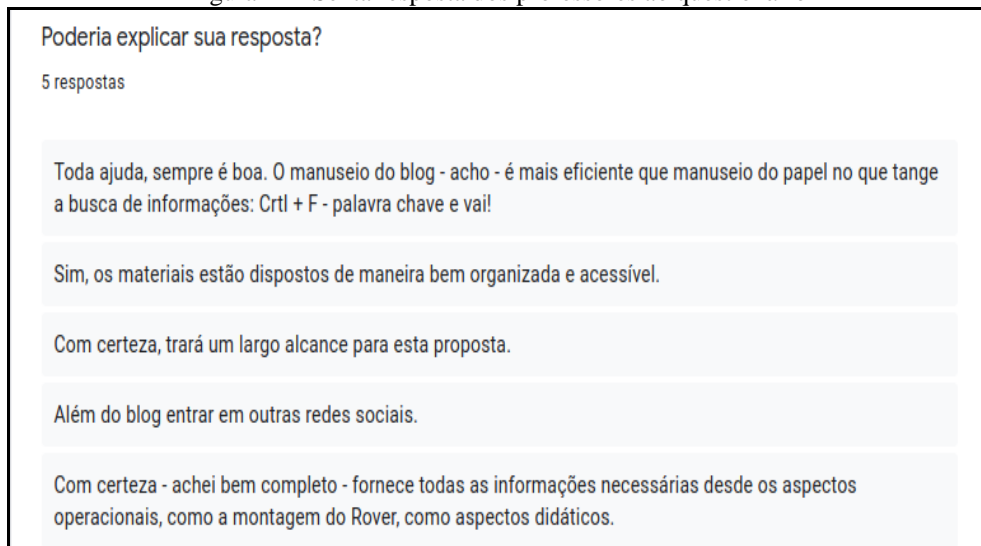 Poderia explicar sua resposta?
5 respostas
Toda ajuda, sempre é boa. O manuseio do blog - acho - é mais eficiente que manuseio do papel no que tange
a busca de informações: Crtl + F - palavra chave e vai!
Sim, os materiais estão dispostos de maneira bem organizada e acessível.
Com certeza, trará um largo alcance para esta proposta.
Além do blog entrar em outras redes sociais.
Com certeza - achei bem completo - fornece todas as informações necessárias desde os aspectos
operacionais, como a montagem do Rover, como aspectos didáticos.